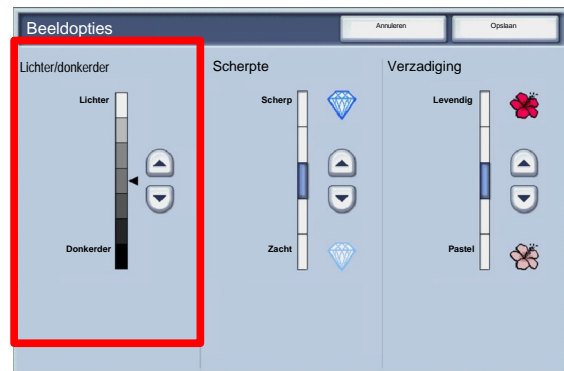 Beeldopties
Annuleren
Opslaan
Lichter/donkerder
Lichter
Donkerder
Scherpte
Scherp
Zacht
Verzadiging
Levendig
Pastel